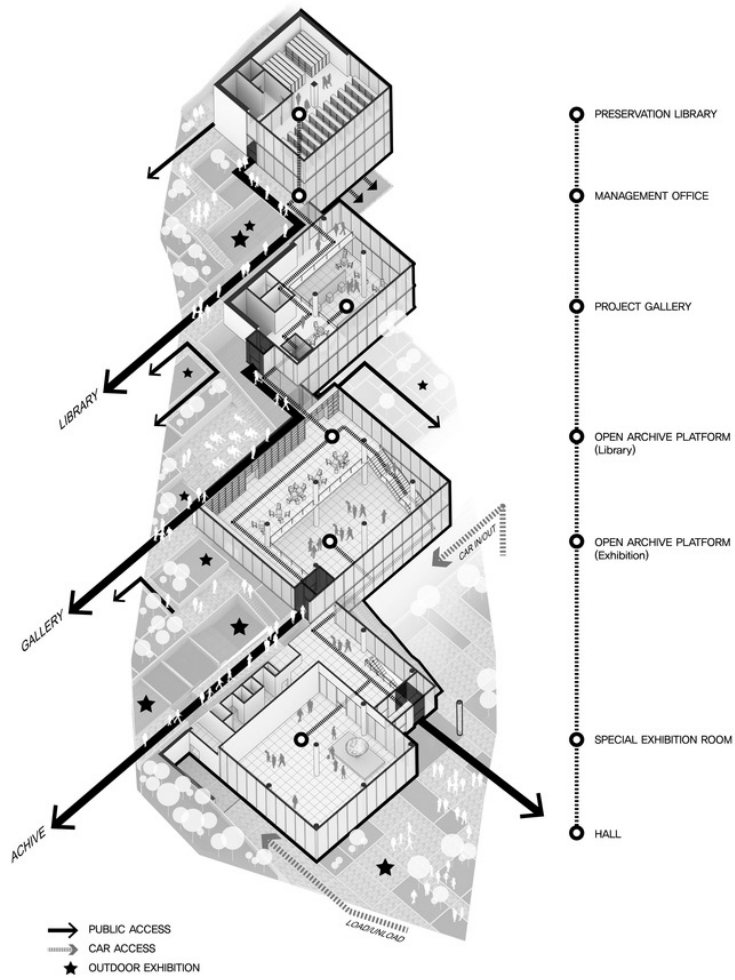 PRESERVATION LIBRARY
MANAGEMENT OFFICE
PROJECT GALLERY
LIBRARY
OPEN ARCHIVE PLATFORM
(Library)
CAR IN/OUT
OPEN ARCHIVE PLATFORM
(Exhibition)
GALLERY
SPECIAL EXHIBITION ROOM
ACHIVE
HALL
LOAD/UNLOAD
PUBLIC ACCESS
CAR ACCESS
OUTDOOR EXHIBITION